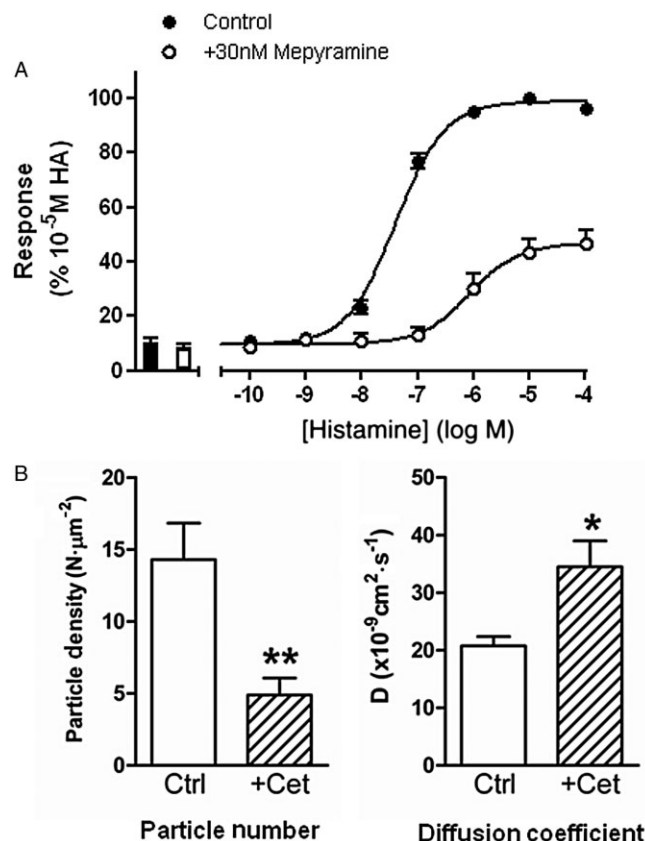 Control
+30nM Mepyramine
A
Response
(% 10⁻⁵M HA)
100
80
60
40
20
0
-10 -9 -8 -7 -6 -5 -4
[Histamine] (log M)
B
Particle density (N·µm⁻²)
20
15
10
5
0
**
Ctrl +Cet
Particle number
D (x10⁻⁹cm²·s⁻¹)
50
40
30
20
10
0
*
Ctrl +Cet
Diffusion coefficient